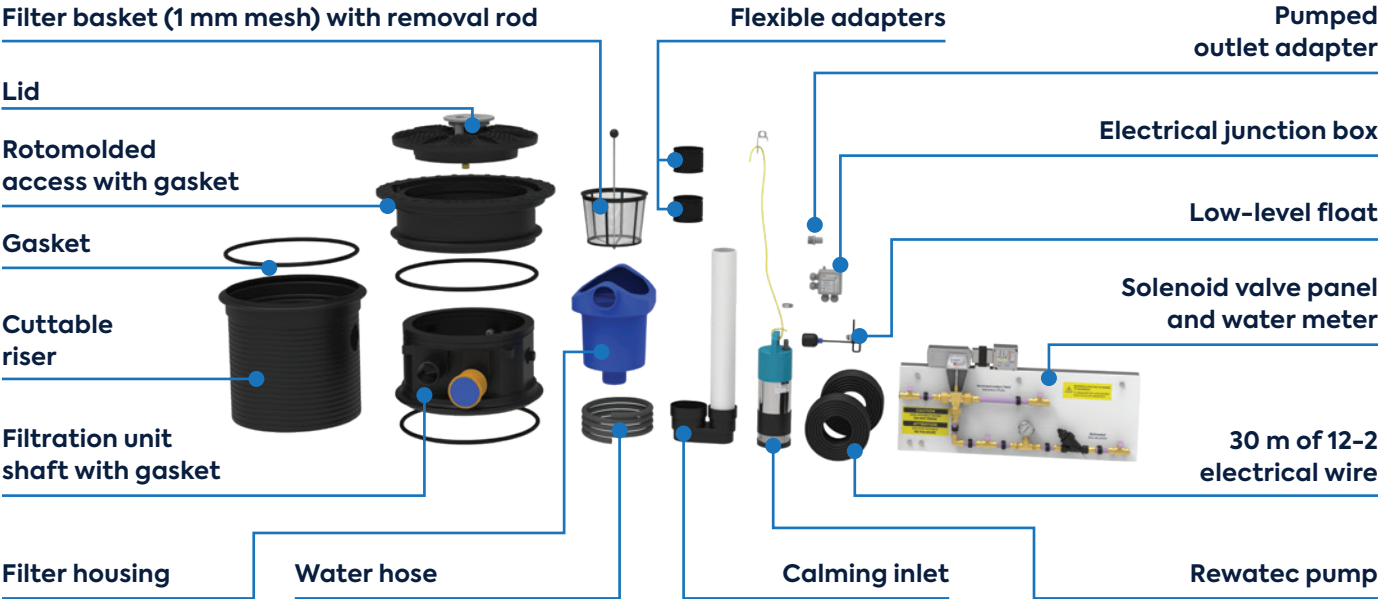 Filter basket (1 mm mesh) with removal rod
Flexible adapters
Pumped
outlet adapter
Lid
Rotomolded
access with gasket
Electrical junction box
Gasket
Low-level float
Cuttable
riser
Solenoid valve panel
and water meter
Filtration unit
shaft with gasket
30 m of 12-2
electrical wire
Filter housing
Water hose
Calming inlet
Rewatec pump
CAUTION
ATTENTION